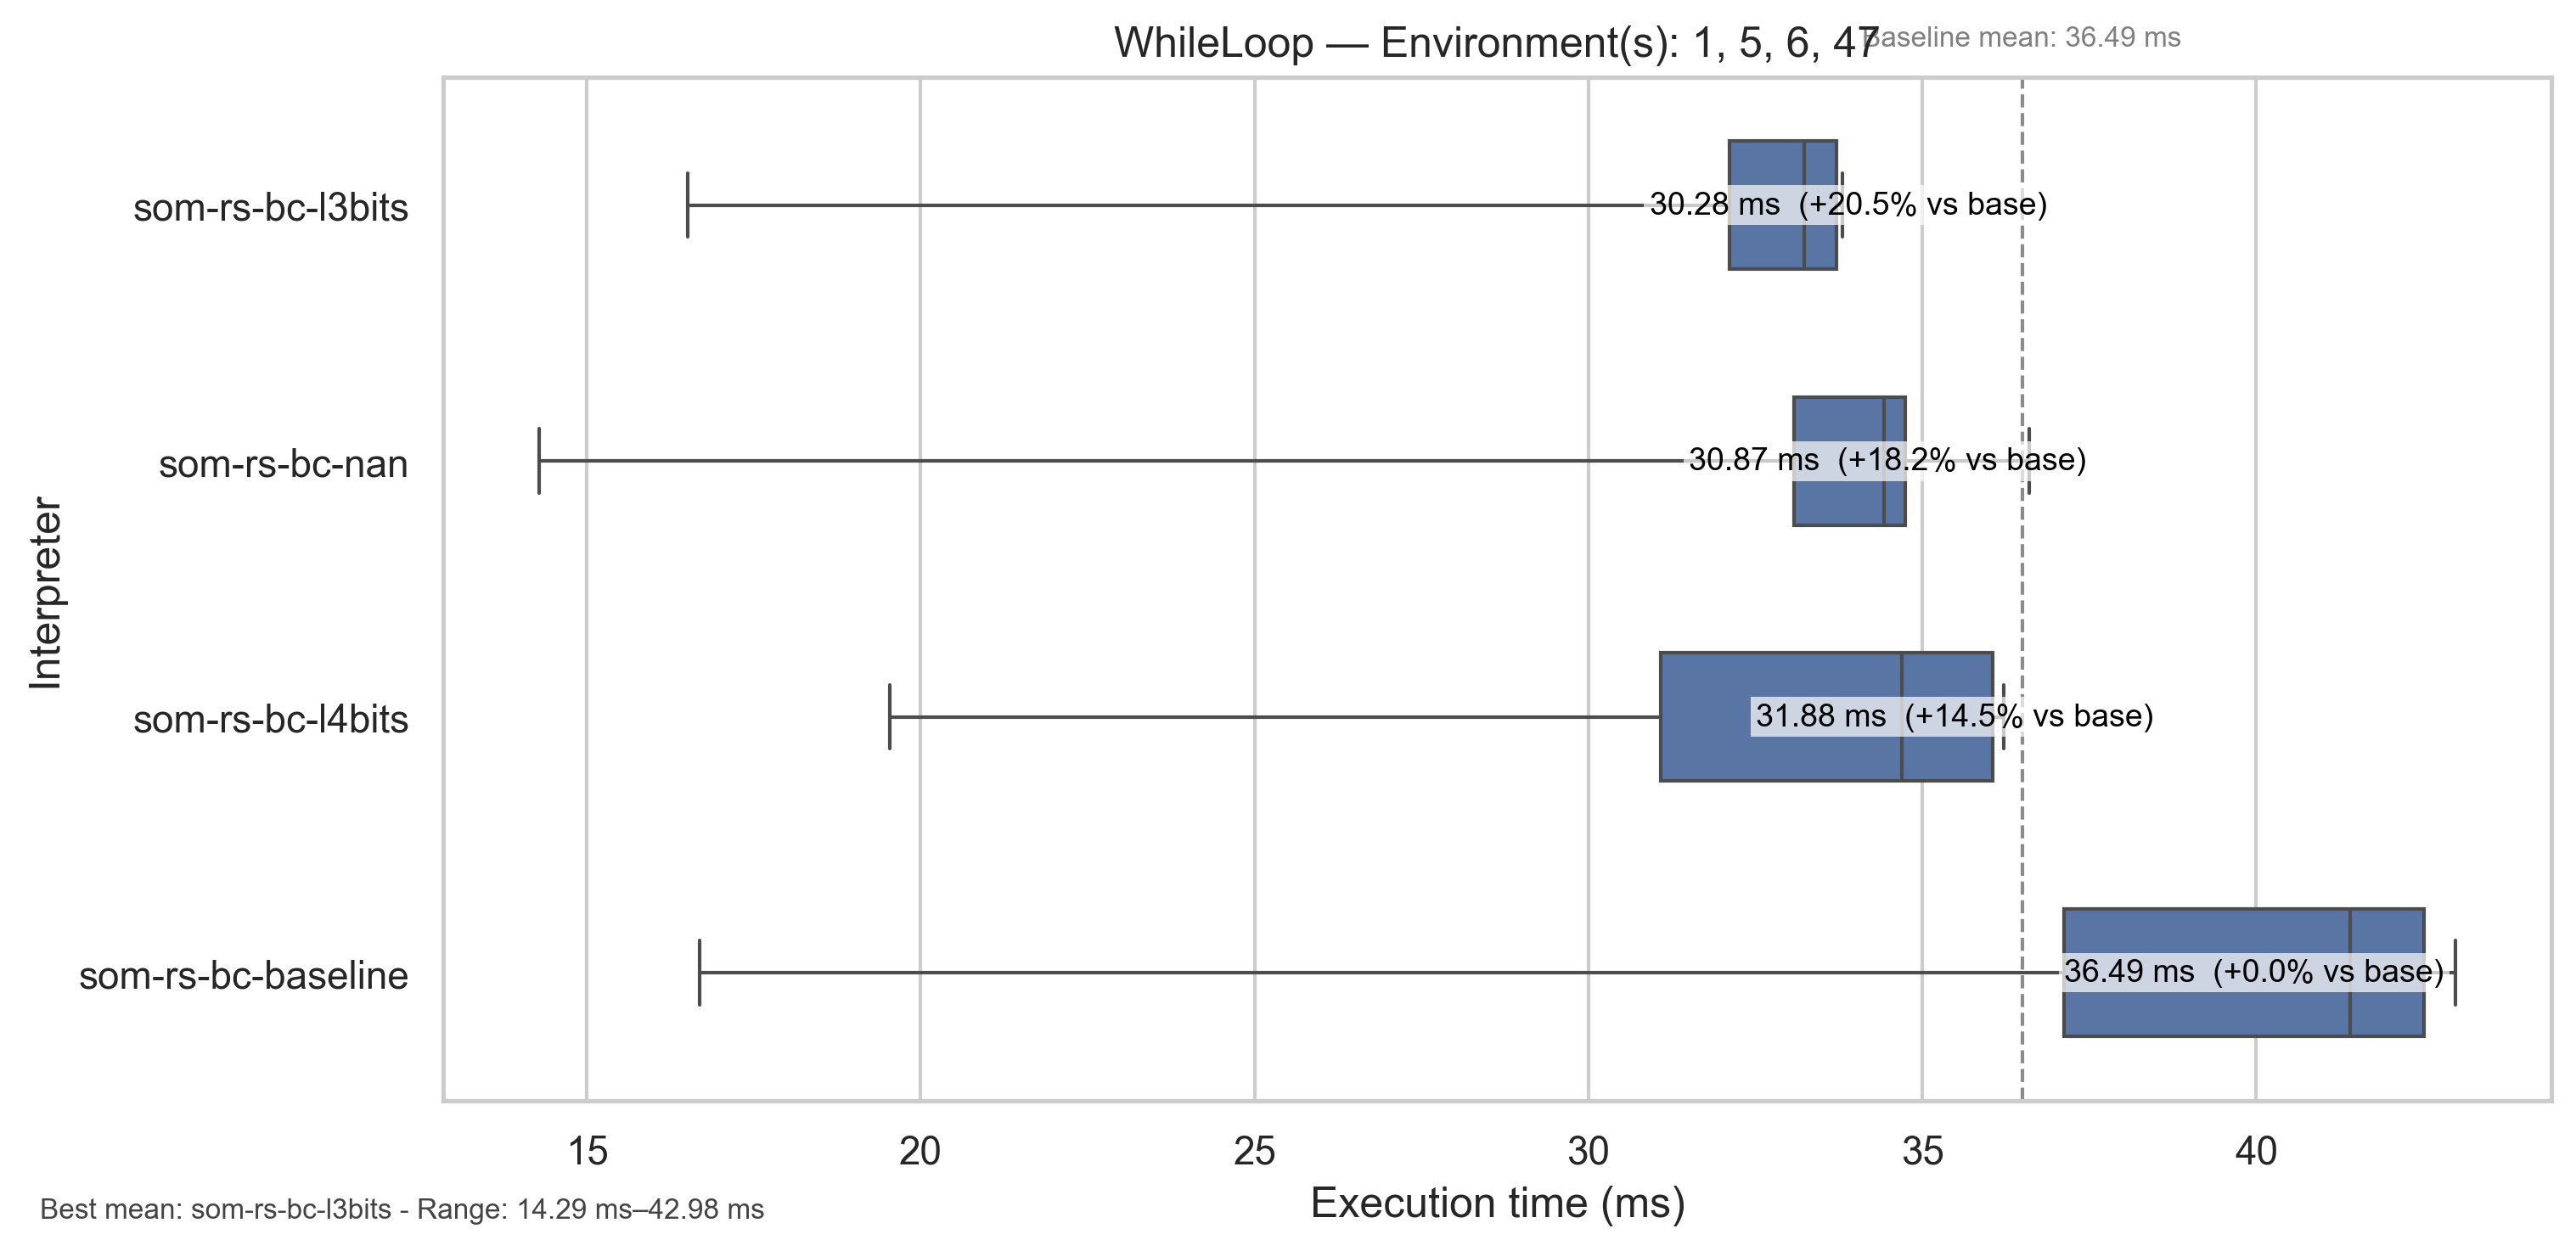 WhileLoop — Environment(s): 1, 5, 6, 47
Baseline mean: 36.49 ms
som-rs-bc-l3bits
30.28 ms (+20.5% vs base)
som-rs-bc-nan
30.87 ms (+18.2% vs base)
Interpreter
som-rs-bc-l4bits
31.88 ms (+14.5% vs base)
som-rs-bc-baseline
36.49 ms (+0.0% vs base)
15 20 25 30 35 40
Execution time (ms)
Best mean: som-rs-bc-l3bits - Range: 14.29 ms–42.98 ms